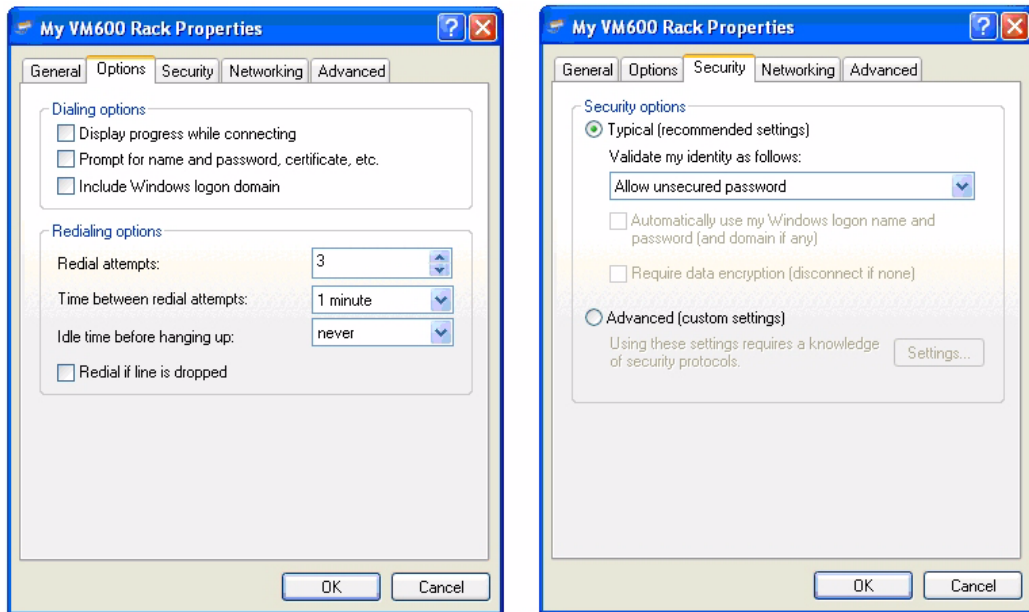 My VM600 Rack Properties
General Options Security Networking Advanced
Dialing options
Display progress while connecting
Prompt for name and password, certificate, etc.
Include Windows logon domain
Redialing options
Redial attempts: 3
Time between redial attempts: 1 minute
Idle time before hanging up: never
Redial if line is dropped
OK Cancel
My VM600 Rack Properties
General Options Security Networking Advanced
Security options
Typical (recommended settings)
Validate my identity as follows:
Allow unsecured password
Automatically use my Windows logon name and
password (and domain if any)
Require data encryption (disconnect if none)
Advanced (custom settings)
Using these settings requires a knowledge
of security protocols.
Settings...
OK Cancel